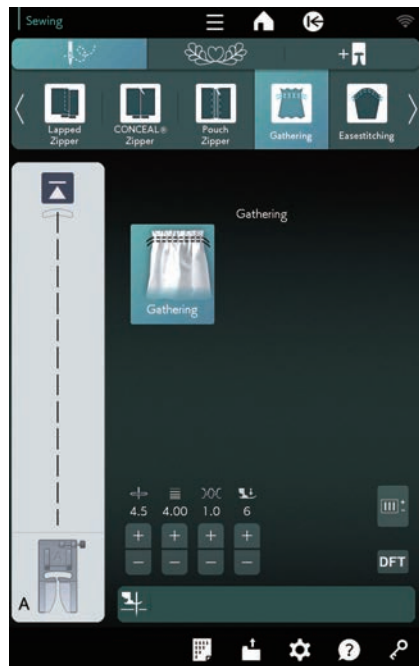 Sewing
+
Lapped
Zipper
CONCEAL®
Zipper
Pouch
Zipper
Gathering
Easestitching
Gathering
Gathering
4.5 4.00 1.0 6
+ + + +
− − − −
DFT
A
?